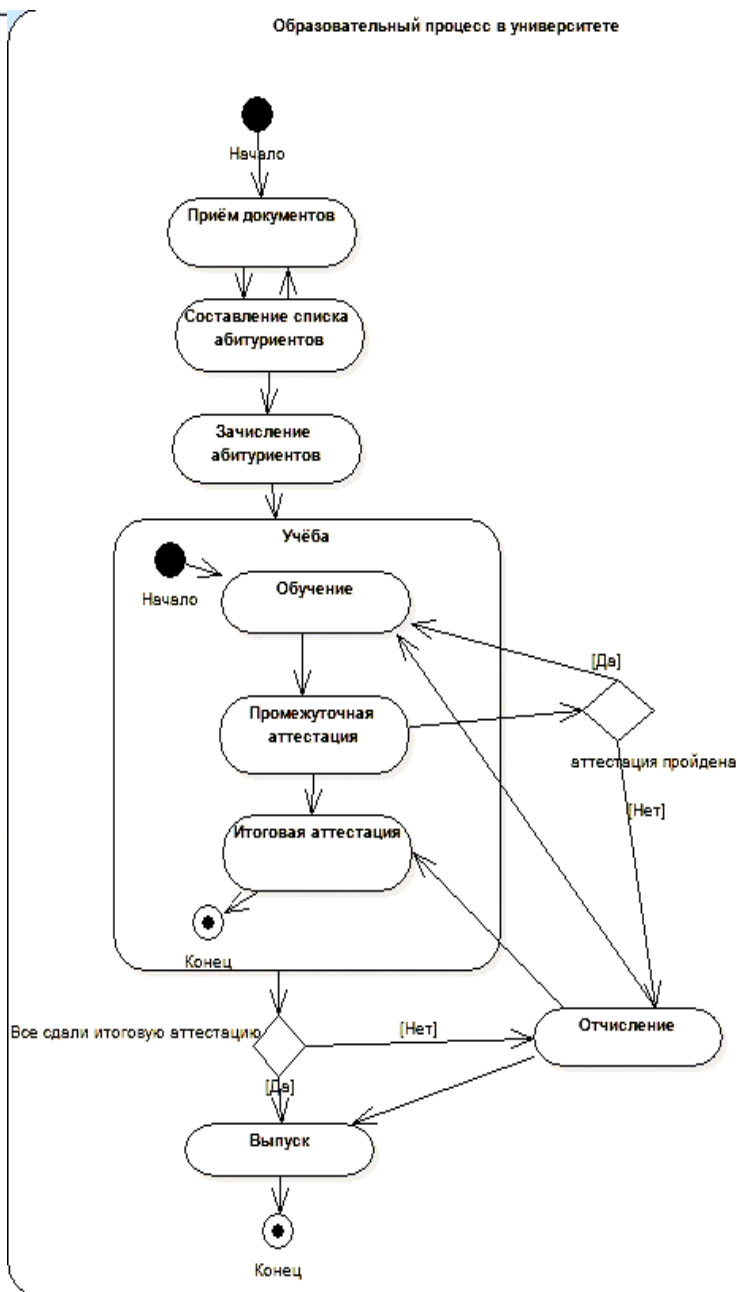 Образовательный процесс в университете
Начало
Приём документов
Составление списка
абитуриентов
Зачисление
абитуриентов
Учёба
Начало
Обучение
[Да]
Промежуточная
аттестация
аттестация пройдена
[Нет]
Итоговая аттестация
Конец
Все сдали итоговую аттестацию
[Нет]
Отчисление
[Да]
Выпуск
Конец